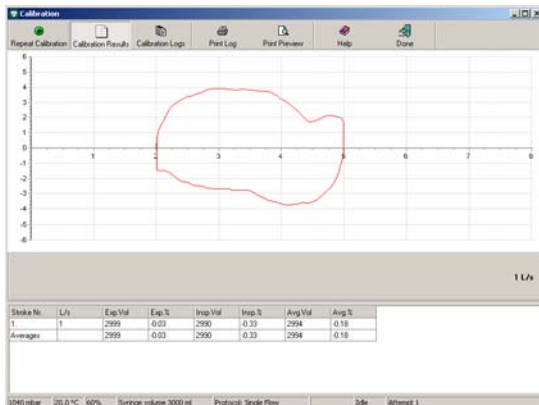 Calibration
Repeat Calibration Calibration Results Calibration Logs Print Log Print Preview Help Done
6
5
4
3
2
1
0
-1
-2
-3
-4
-5
-6
1 2 3 4 5 6 7 8
1 L/s
Stroke Nr. L/s Exp.Vol Exp.% Insp.Vol Insp.% Avg.Vol Avg.%
1. 1 2999 -0.03 2990 -0.33 2994 -0.18
Averages 2999 -0.03 2990 -0.33 2994 -0.18
1040 mbar 20.0 °C 60% Syringe volume 3000 ml Protocol: Single Flow Idle Attempt 1